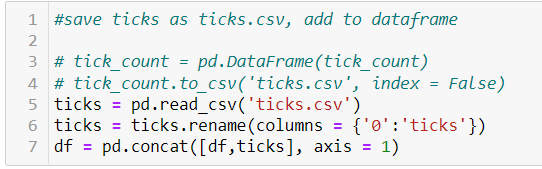 1 #save ticks as ticks.csv, add to dataframe
2
3 # tick_count = pd.DataFrame(tick_count)
4 # tick_count.to_csv('ticks.csv', index = False)
5 ticks = pd.read_csv('ticks.csv')
6 ticks = ticks.rename(columns = {'0':'ticks'})
7 df = pd.concat([df,ticks], axis = 1)